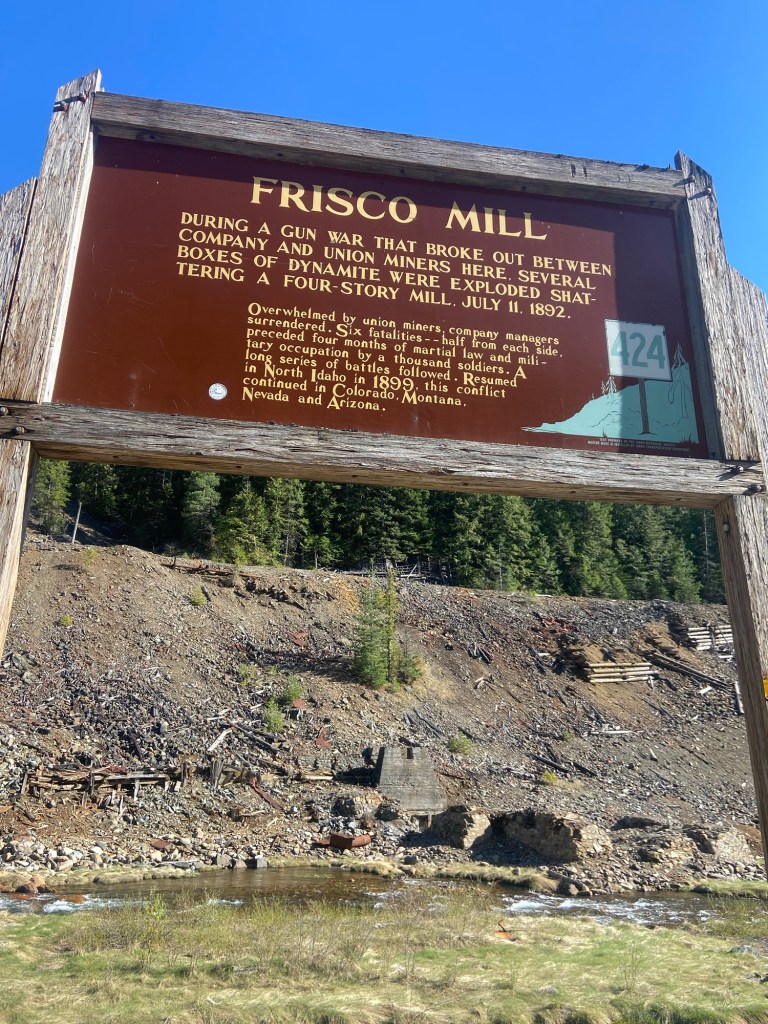 FRISCO MILL
DURING A GUN WAR THAT BROKE OUT BETWEEN
COMPANY AND UNION MINERS HERE, SEVERAL
BOXES OF DYNAMITE WERE EXPLODED SHAT-
TERING A FOUR-STORY MILL, JULY 11, 1892.
Overwhelmed by union miners, company managers
surrendered. Six fatalities--half from each side,
preceded four months of martial law and mili-
tary occupation by a thousand soldiers. A
long series of battles followed. Resumed
in North Idaho in 1899, this conflict
continued in Colorado, Montana,
Nevada and Arizona.
424